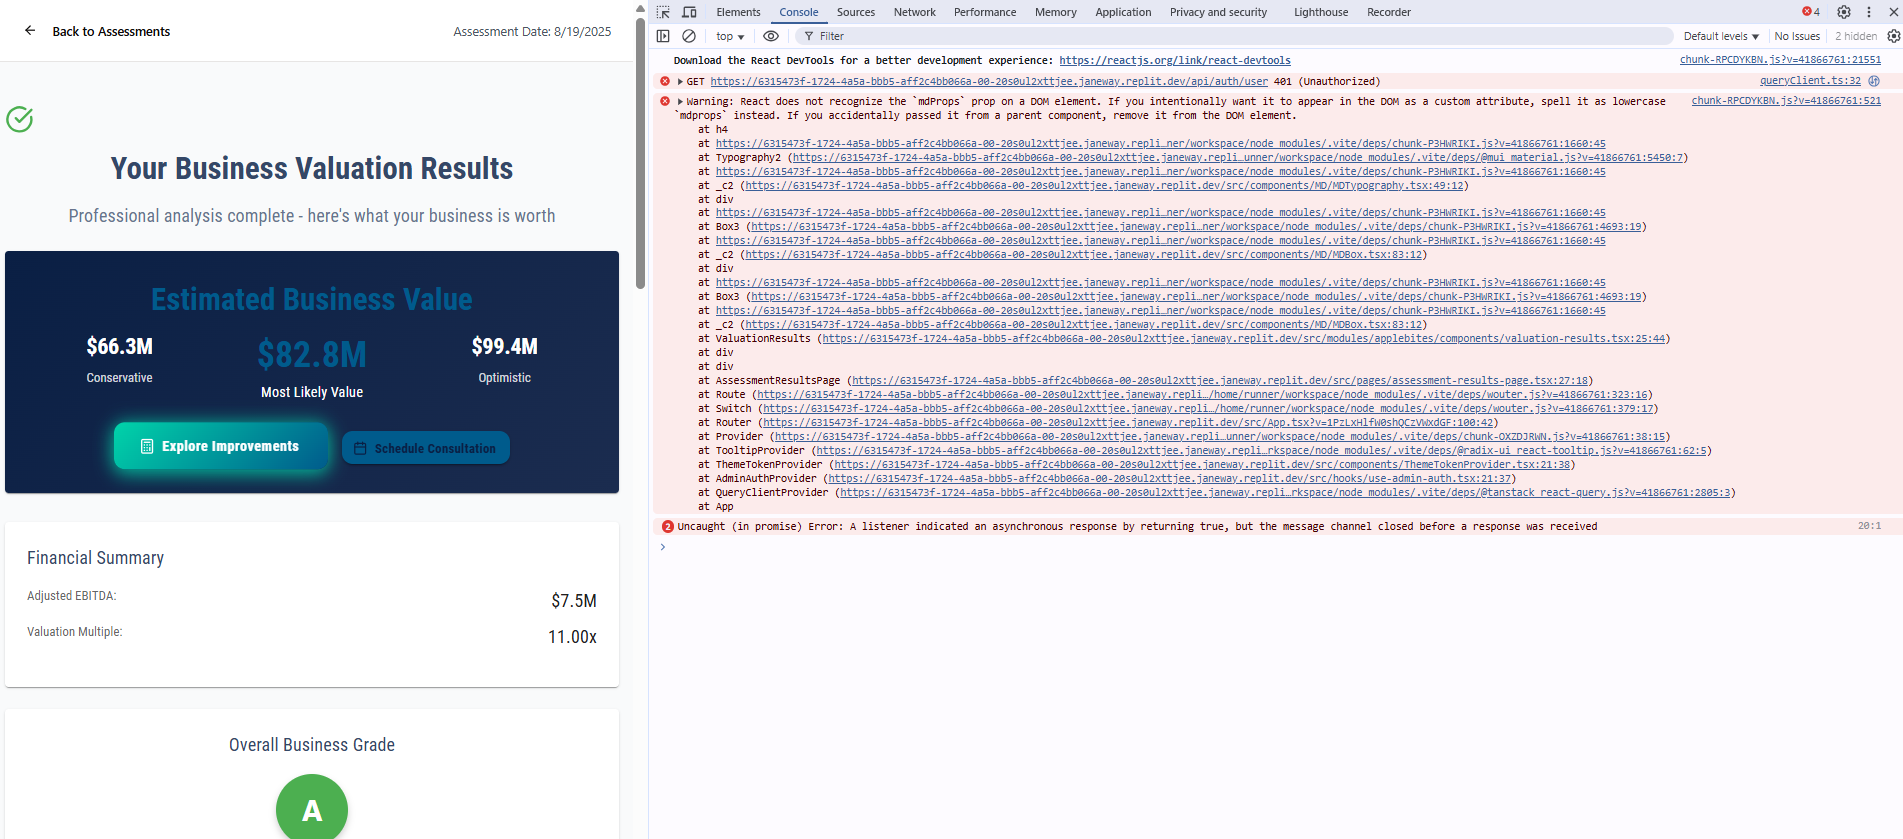 Back to Assessments
Assessment Date: 8/19/2025
Your Business Valuation Results
Professional analysis complete - here's what your business is worth
Estimated Business Value
$66.3M
$82.8M
$99.4M
Conservative
Most Likely Value
Optimistic
Explore Improvements
Schedule Consultation
Financial Summary
Adjusted EBITDA:
$7.5M
Valuation Multiple:
11.00x
Overall Business Grade
A
Elements
Console
Sources
Network
Performance
Memory
Application
Privacy and security
Lighthouse
Recorder
4
top
Filter
Default levels
No Issues
2 hidden
Download the React DevTools for a better development experience: https://reactjs.org/link/react-devtools
chunk-RPCDYKBN.js?v=41866761:21551
GET https://6315473f-1724-4a5a-bbb5-aff2c4bb066a-00-20s0ul2xttjee.janeway.replit.dev/api/auth/user 401 (Unauthorized)
queryClient.ts:32
Warning: React does not recognize the `mdProps` prop on a DOM element. If you intentionally want it to appear in the DOM as a custom attribute, spell it as lowercase
chunk-RPCDYKBN.js?v=41866761:521
`mdprops` instead. If you accidentally passed it from a parent component, remove it from the DOM element.
at h4
at https://6315473f-1724-4a5a-bbb5-aff2c4bb066a-00-20s0ul2xttjee.janeway.repli…ner/workspace/node_modules/.vite/deps/chunk-P3HWRIKI.js?v=41866761:1660:45
at Typography2 (https://6315473f-1724-4a5a-bbb5-aff2c4bb066a-00-20s0ul2xttjee.janeway.repli…unner/workspace/node_modules/.vite/deps/@mui_material.js?v=41866761:5450:7)
at https://6315473f-1724-4a5a-bbb5-aff2c4bb066a-00-20s0ul2xttjee.janeway.repli…ner/workspace/node_modules/.vite/deps/chunk-P3HWRIKI.js?v=41866761:1660:45
at _c2 (https://6315473f-1724-4a5a-bbb5-aff2c4bb066a-00-20s0ul2xttjee.janeway.replit.dev/src/components/MD/MDTypography.tsx:49:12)
at div
at https://6315473f-1724-4a5a-bbb5-aff2c4bb066a-00-20s0ul2xttjee.janeway.repli…ner/workspace/node_modules/.vite/deps/chunk-P3HWRIKI.js?v=41866761:1660:45
at Box3 (https://6315473f-1724-4a5a-bbb5-aff2c4bb066a-00-20s0ul2xttjee.janeway.repli…ner/workspace/node_modules/.vite/deps/chunk-P3HWRIKI.js?v=41866761:4693:19)
at https://6315473f-1724-4a5a-bbb5-aff2c4bb066a-00-20s0ul2xttjee.janeway.repli…ner/workspace/node_modules/.vite/deps/chunk-P3HWRIKI.js?v=41866761:1660:45
at _c2 (https://6315473f-1724-4a5a-bbb5-aff2c4bb066a-00-20s0ul2xttjee.janeway.replit.dev/src/components/MD/MDBox.tsx:83:12)
at div
at https://6315473f-1724-4a5a-bbb5-aff2c4bb066a-00-20s0ul2xttjee.janeway.repli…ner/workspace/node_modules/.vite/deps/chunk-P3HWRIKI.js?v=41866761:1660:45
at Box3 (https://6315473f-1724-4a5a-bbb5-aff2c4bb066a-00-20s0ul2xttjee.janeway.repli…ner/workspace/node_modules/.vite/deps/chunk-P3HWRIKI.js?v=41866761:4693:19)
at https://6315473f-1724-4a5a-bbb5-aff2c4bb066a-00-20s0ul2xttjee.janeway.repli…ner/workspace/node_modules/.vite/deps/chunk-P3HWRIKI.js?v=41866761:1660:45
at _c2 (https://6315473f-1724-4a5a-bbb5-aff2c4bb066a-00-20s0ul2xttjee.janeway.replit.dev/src/components/MD/MDBox.tsx:83:12)
at ValuationResults (https://6315473f-1724-4a5a-bbb5-aff2c4bb066a-00-20s0ul2xttjee.janeway.replit.dev/src/modules/applebites/components/valuation-results.tsx:25:44)
at div
at div
at AssessmentResultsPage (https://6315473f-1724-4a5a-bbb5-aff2c4bb066a-00-20s0ul2xttjee.janeway.replit.dev/src/pages/assessment-results-page.tsx:27:18)
at Route (https://6315473f-1724-4a5a-bbb5-aff2c4bb066a-00-20s0ul2xttjee.janeway.repli…/home/runner/workspace/node_modules/.vite/deps/wouter.js?v=41866761:323:16)
at Switch (https://6315473f-1724-4a5a-bbb5-aff2c4bb066a-00-20s0ul2xttjee.janeway.repli…/home/runner/workspace/node_modules/.vite/deps/wouter.js?v=41866761:379:17)
at Router (https://6315473f-1724-4a5a-bbb5-aff2c4bb066a-00-20s0ul2xttjee.janeway.replit.dev/src/App.tsx?v=1PzLxHlfW0shQCzVWxdGF:100:42)
at Provider (https://6315473f-1724-4a5a-bbb5-aff2c4bb066a-00-20s0ul2xttjee.janeway.repli…unner/workspace/node_modules/.vite/deps/chunk-OXZDJRWN.js?v=41866761:38:15)
at TooltipProvider (https://6315473f-1724-4a5a-bbb5-aff2c4bb066a-00-20s0ul2xttjee.janeway.repli…rkspace/node_modules/.vite/deps/@radix-ui_react-tooltip.js?v=41866761:62:5)
at ThemeTokenProvider (https://6315473f-1724-4a5a-bbb5-aff2c4bb066a-00-20s0ul2xttjee.janeway.replit.dev/src/components/ThemeTokenProvider.tsx:21:38)
at AdminAuthProvider (https://6315473f-1724-4a5a-bbb5-aff2c4bb066a-00-20s0ul2xttjee.janeway.replit.dev/src/hooks/use-admin-auth.tsx:21:37)
at QueryClientProvider (https://6315473f-1724-4a5a-bbb5-aff2c4bb066a-00-20s0ul2xttjee.janeway.repli…rkspace/node_modules/.vite/deps/@tanstack_react-query.js?v=41866761:2805:3)
at App
2 Uncaught (in promise) Error: A listener indicated an asynchronous response by returning true, but the message channel closed before a response was received
20:1